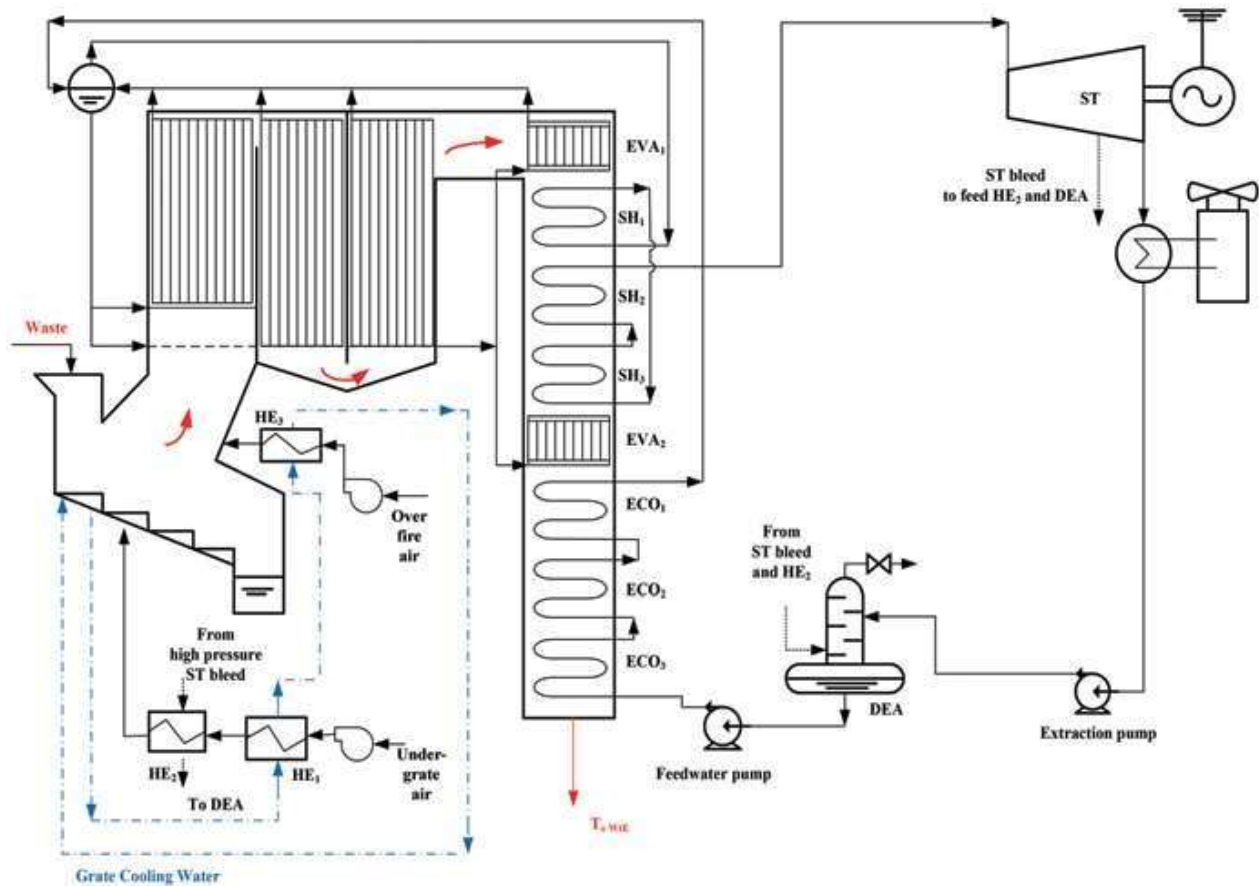 ST
EVA₁
ST bleed
to feed HE₂ and DEA
SH₁
SH₂
Waste
SH₃
HE₃
EVA₂
Over
fire
air
ECO₁
From
ST bleed
and HE₂
ECO₂
From
high pressure
ST bleed
ECO₃
DEA
Extraction pump
Feedwater pump
Under-
grate
air
HE₂
HE₁
To DEA
Grate Cooling Water